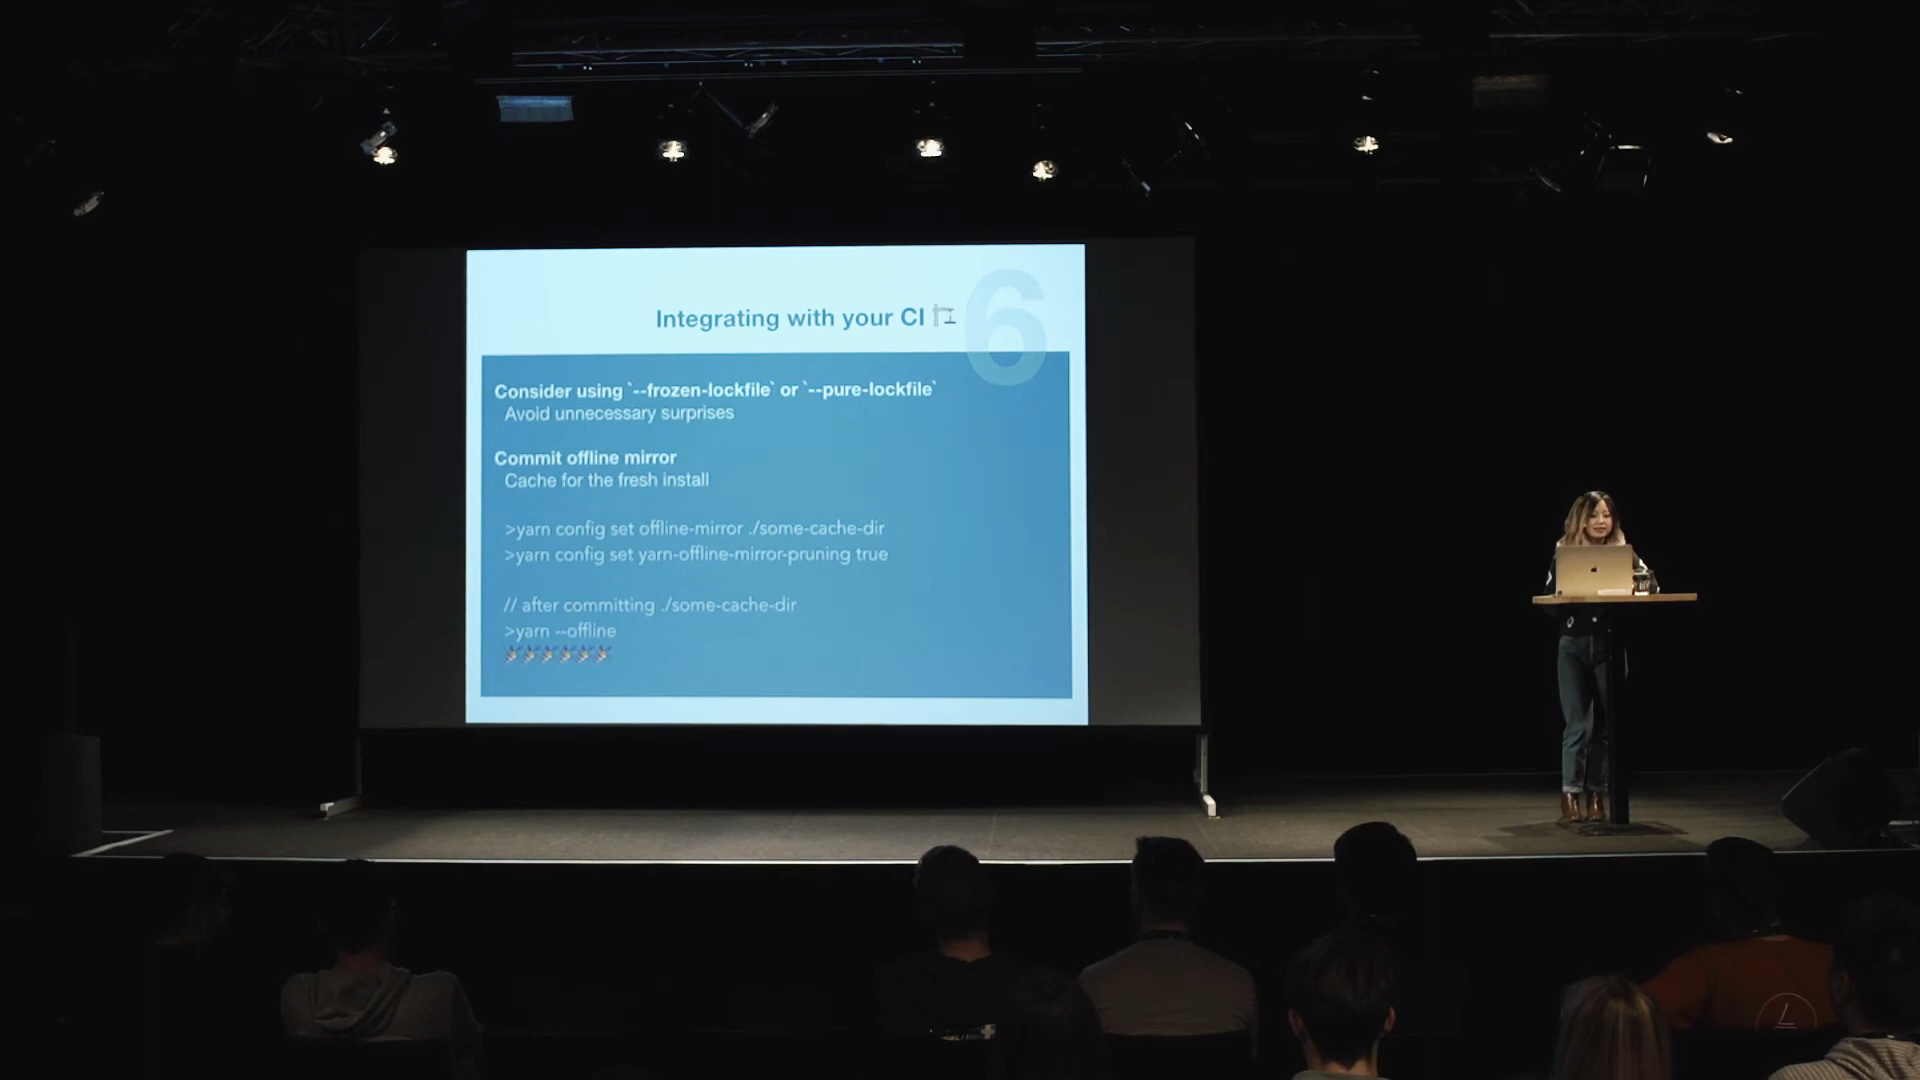 6
Integrating with your CI
Consider using `--frozen-lockfile` or `--pure-lockfile`
Avoid unnecessary surprises
Commit offline mirror
Cache for the fresh install
>yarn config set offline-mirror ./some-cache-dir
>yarn config set yarn-offline-mirror-pruning true
// after committing ./some-cache-dir
>yarn --offline